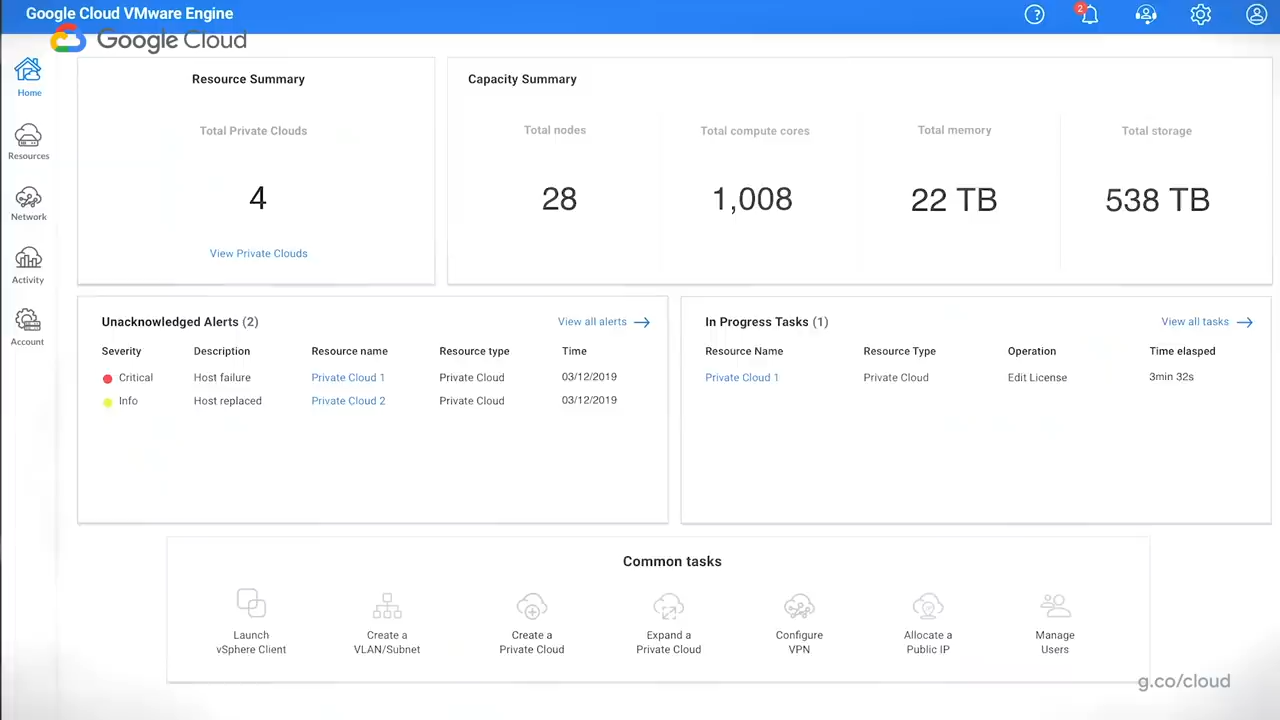 Google Cloud VMware Engine
2
Google Cloud
Home
Resources
Network
Activity
Account
Resource Summary
Total Private Clouds
4
View Private Clouds
Capacity Summary
Total nodes
28
Total compute cores
1,008
Total memory
22 TB
Total storage
538 TB
Unacknowledged Alerts (2)
View all alerts
Severity Description Resource name Resource type Time
Critical Host failure Private Cloud 1 Private Cloud 03/12/2019
Info Host replaced Private Cloud 2 Private Cloud 03/12/2019
In Progress Tasks (1)
View all tasks
Resource Name Resource Type Operation Time elasped
Private Cloud 1 Private Cloud Edit License 3min 32s
Common tasks
Launch
vSphere Client
Create a
VLAN/Subnet
Create a
Private Cloud
Expand a
Private Cloud
Configure
VPN
Allocate a
Public IP
Manage
Users
g.co/cloud